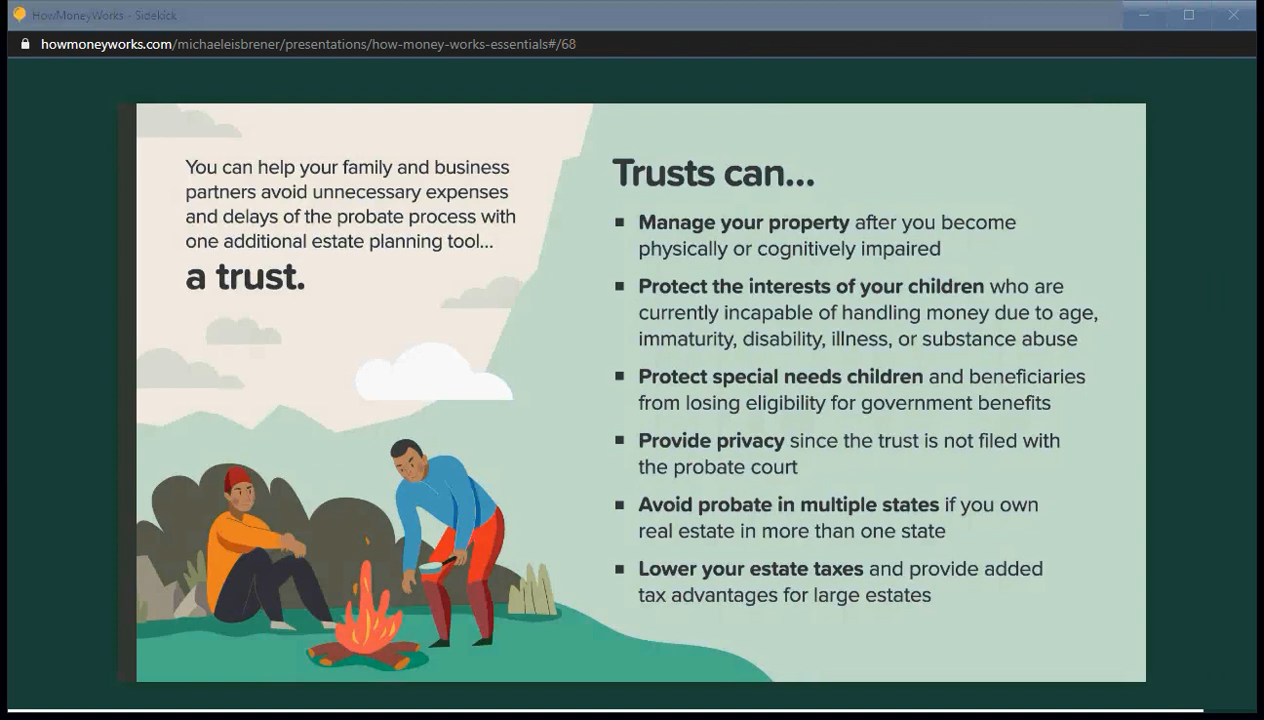 HowMoneyWorks - Sidekick
howmoneyworks.com/michaeleisbrener/presentations/how-money-works-essentials#/68
You can help your family and business
partners avoid unnecessary expenses
and delays of the probate process with
one additional estate planning tool...
a trust.
Trusts can...
▪ Manage your property after you become
physically or cognitively impaired
▪ Protect the interests of your children who are
currently incapable of handling money due to age,
immaturity, disability, illness, or substance abuse
▪ Protect special needs children and beneficiaries
from losing eligibility for government benefits
▪ Provide privacy since the trust is not filed with
the probate court
▪ Avoid probate in multiple states if you own
real estate in more than one state
▪ Lower your estate taxes and provide added
tax advantages for large estates